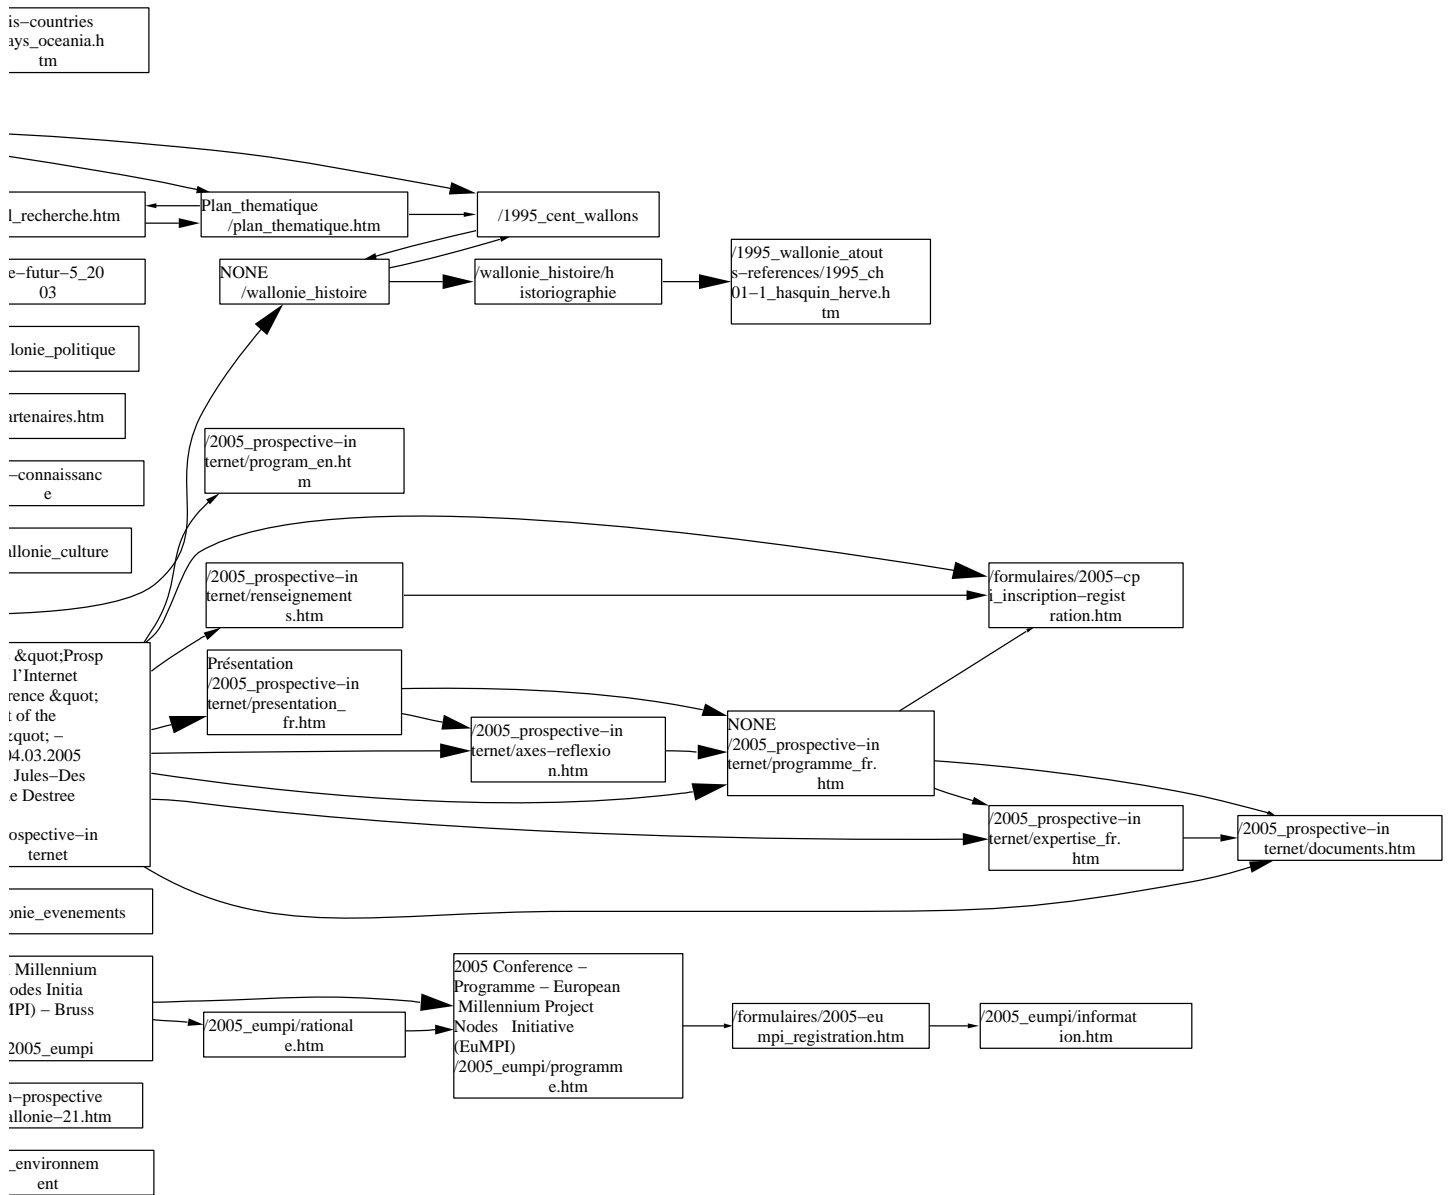 is−countries
ays_oceania.h
tm
l_recherche.htm
Plan_thematique
/plan_thematique.htm
/1995_cent_wallons
e−futur−5_20
03
NONE
/wallonie_histoire
/wallonie_histoire/h
istoriographie
/1995_wallonie_atout
s−references/1995_ch
01−1_hasquin_herve.h
tm
lonie_politique
artenaires.htm
−connaissanc
e
allonie_culture
/2005_prospective−in
ternet/program_en.ht
m
/2005_prospective−in
ternet/renseignement
s.htm
/formulaires/2005−cp
i_inscription−regist
ration.htm
&quot;Prosp
l’Internet
rence &quot;
t of the
&quot; −
04.03.2005
Jules−Des
e Destree
ospective−in
ternet
Présentation
/2005_prospective−in
ternet/presentation_
fr.htm
/2005_prospective−in
ternet/axes−reflexio
n.htm
NONE
/2005_prospective−in
ternet/programme_fr.
htm
/2005_prospective−in
ternet/expertise_fr.
htm
/2005_prospective−in
ternet/documents.htm
onie_evenements
Millennium
odes Initia
MPI) − Bruss
2005_eumpi
/2005_eumpi/rational
e.htm
2005 Conference −
Programme − European
Millennium Project
Nodes Initiative
(EuMPI)
/2005_eumpi/programm
e.htm
/formulaires/2005−eu
mpi_registration.htm
/2005_eumpi/informat
ion.htm
−prospective
allonie−21.htm
_environnem
ent